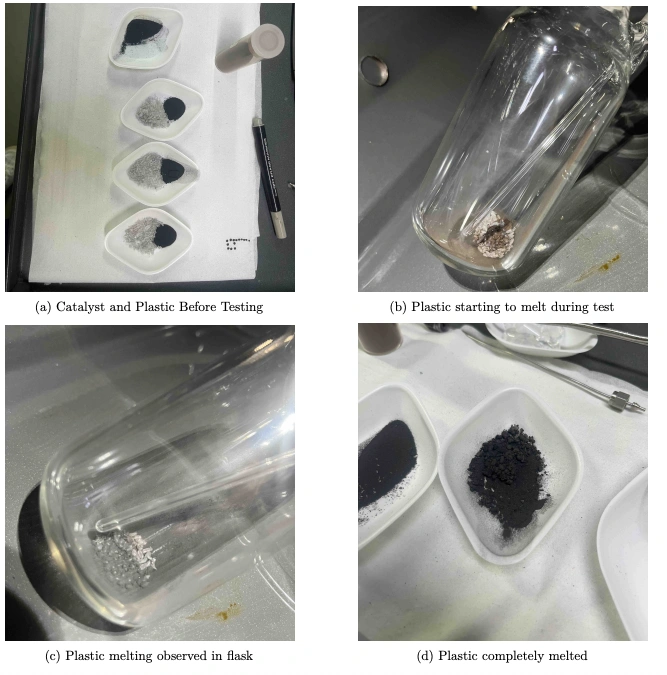 (a) Catalyst and Plastic Before Testing
(b) Plastic starting to melt during test
(c) Plastic melting observed in flask
(d) Plastic completely melted